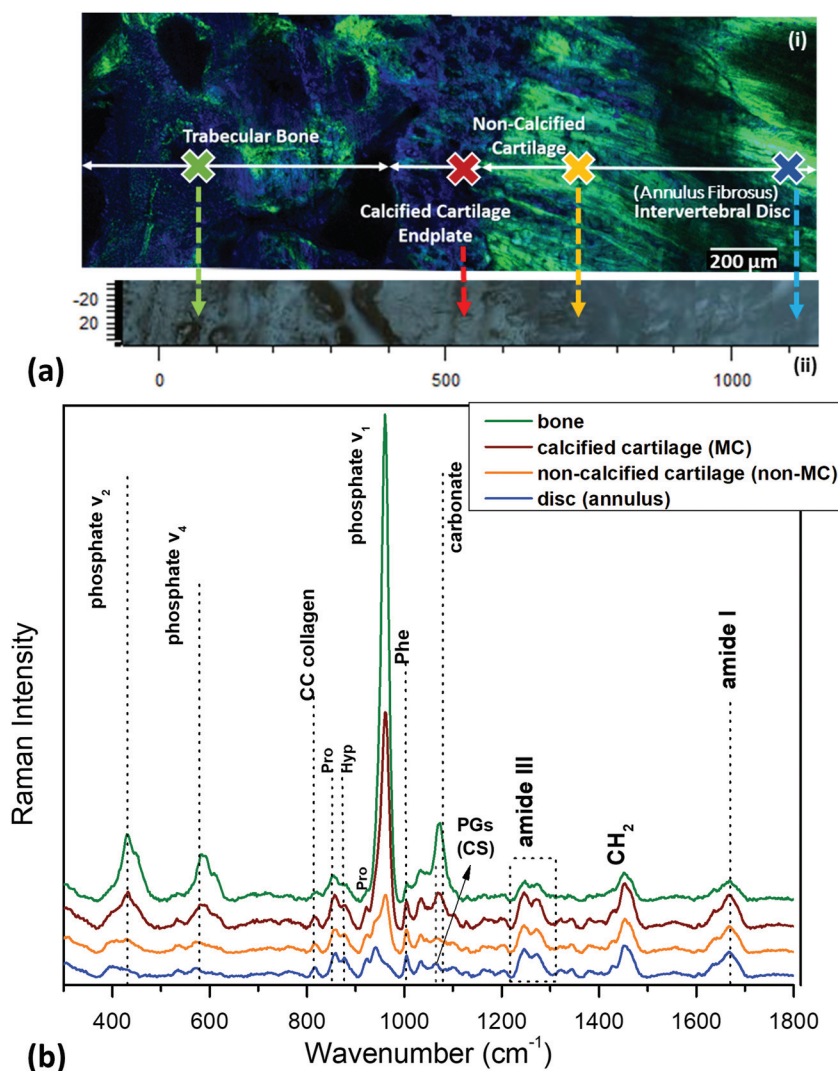 (i)
Trabecular Bone
Non-Calcified
Cartilage
(Annulus Fibrosus)
Intervertebral Disc
Calcified Cartilage
Endplate
200 µm
-20
20
(a)
(ii)
0
500
1000
bone
calcified cartilage (MC)
non-calcified cartilage (non-MC)
disc (annulus)
phosphate v2
phosphate v4
CC collagen
Pro
Hyp
phosphate v1
Pro
Phe
carbonate
PGs
(CS)
amide III
CH2
amide I
Raman Intensity
400
600
800
1000
1200
1400
1600
1800
(b)
Wavenumber (cm-1)